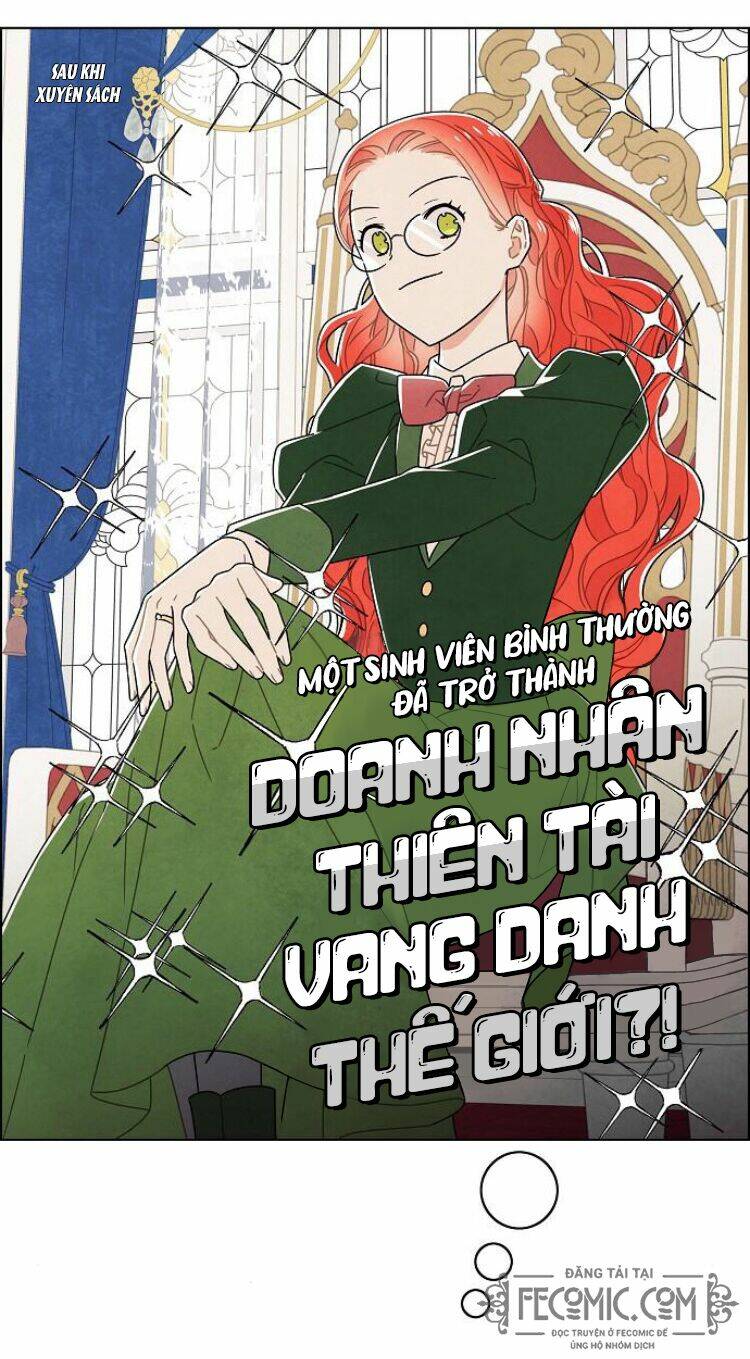 SAU KHI
XUYÊN SÁCH
MỘT SINH VIÊN BÌNH THƯỜNG
ĐÃ TRỞ THÀNH
DOANH NHÂN
THIÊN TÀI
VANG DANH
THẾ GIỚI?!
ĐĂNG TẢI TẠI
FECOMIC.COM
ĐỌC TRUYỆN Ở FECOMIC ĐỂ
ỦNG HỘ NHÓM DỊCH